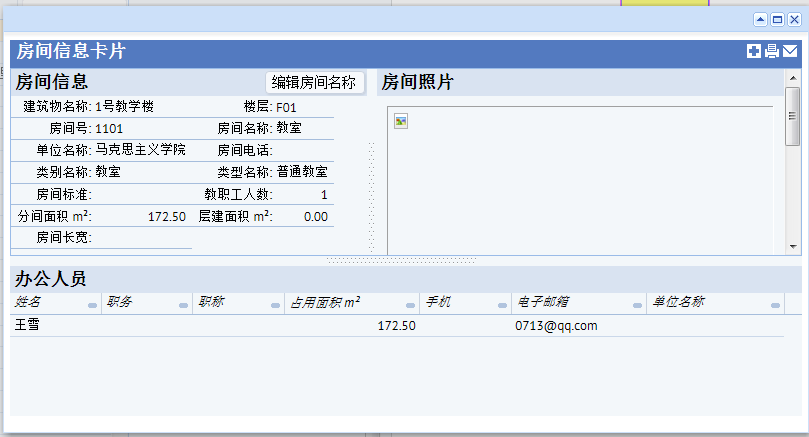 房间信息卡片
房间信息 编辑房间名称 房间照片
建筑物名称: 1号教学楼 楼层: F01
房间号: 1101 房间名称: 教室
单位名称: 马克思主义学院 房间电话:
类别名称: 教室 类型名称: 普通教室
房间标准: 教职工人数: 1
分间面积 m²: 172.50 层建面积 m²: 0.00
房间长宽:
办公人员
姓名 职务 职称 占用面积 m² 手机 电子邮箱 单位名称
王雪 172.50 0713@qq.com